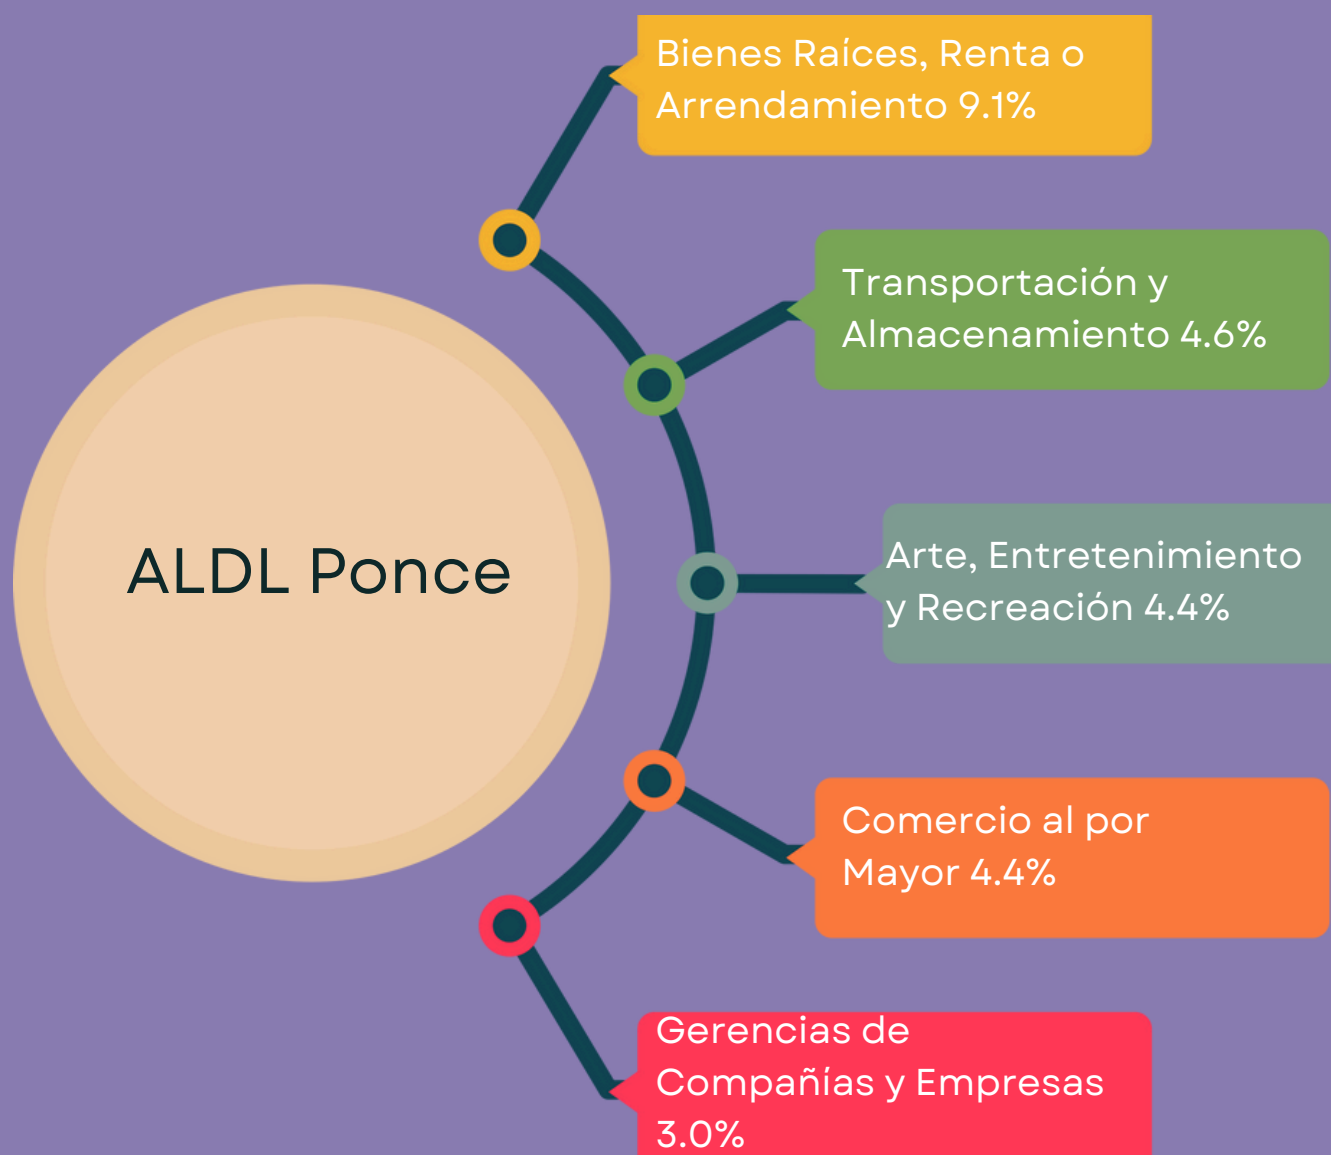 Bienes Raíces, Renta o
Arrendamiento 9.1%
Transportación y
Almacenamiento 4.6%
ALDL Ponce
Arte, Entretenimiento
y Recreación 4.4%
Comercio al por
Mayor 4.4%
Gerencias de
Compañías y Empresas
3.0%